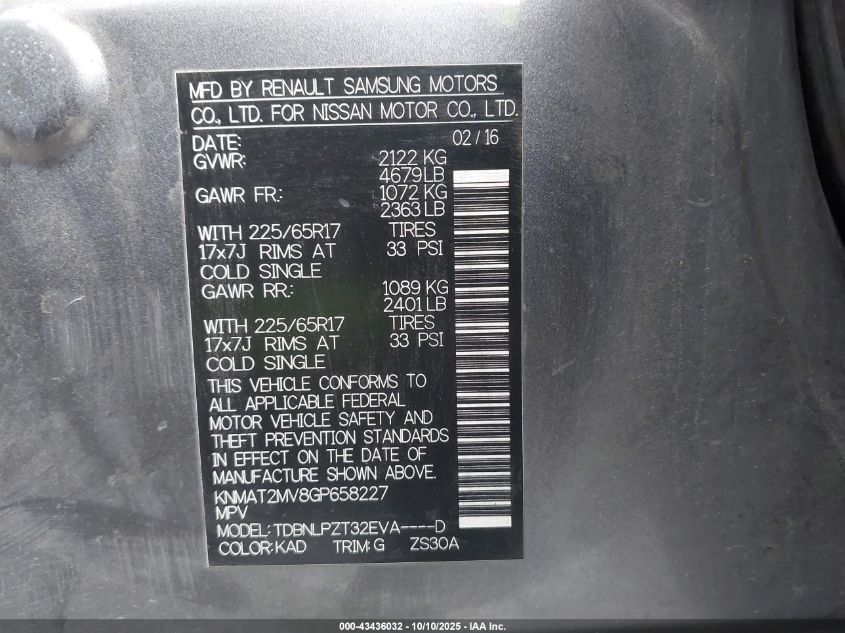 MFD BY RENAULT SAMSUNG MOTORS
CO., LTD. FOR NISSAN MOTOR CO., LTD.
DATE: 02 / 16
GVWR: 2122 KG
4679 LB
GAWR FR.: 1072 KG
2363 LB
WITH 225/65R17 TIRES
17x7J RIMS AT 33 PSI
COLD SINGLE
GAWR RR.: 1089 KG
2401 LB
WITH 225/65R17 TIRES
17x7J RIMS AT 33 PSI
COLD SINGLE
THIS VEHICLE CONFORMS TO
ALL APPLICABLE FEDERAL
MOTOR VEHICLE SAFETY AND
THEFT PREVENTION STANDARDS
IN EFFECT ON THE DATE OF
MANUFACTURE SHOWN ABOVE.
KNMAT2MV8GP658227
MPV
MODEL: TDBNLPZT32EVA----D
COLOR: KAD TRIM: G ZS30A
000-43436032 - 10/10/2025 - IAA Inc.